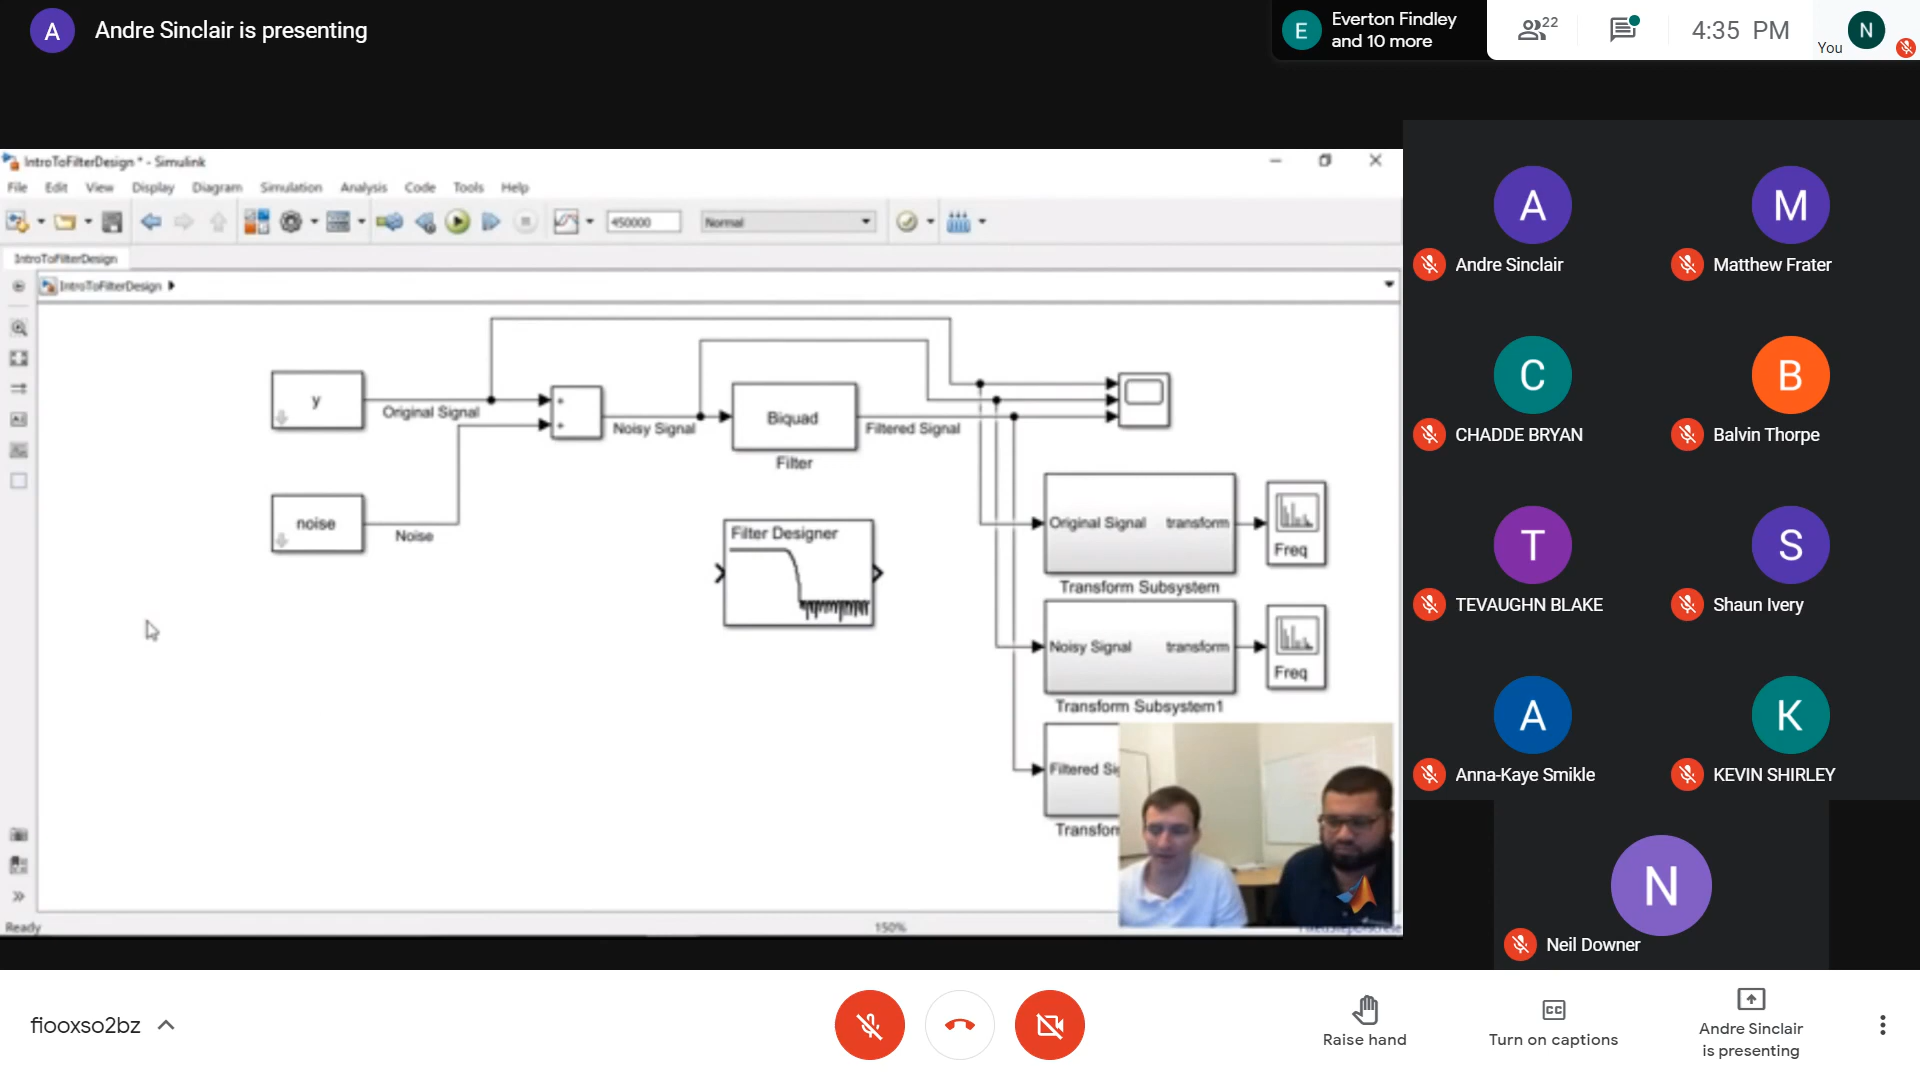 A
Andre Sinclair is presenting
E
Everton Findley
and 10 more
22
4:35 PM
You
N
IntroToFilterDesign * - Simulink
File Edit View Display Diagram Simulation Analysis Code Tools Help
450000
Normal
IntroToFilterDesign
IntroToFilterDesign
y
Original Signal
+
+
Noisy Signal
Biquad
Filter
Filtered Signal
noise
Noise
Filter Designer
Original Signal transform
Freq
Transform Subsystem
Noisy Signal transform
Freq
Transform Subsystem1
Filtered Si
Transfor
Ready
150%
A
Andre Sinclair
M
Matthew Frater
C
CHADDE BRYAN
B
Balvin Thorpe
T
TEVAUGHN BLAKE
S
Shaun Ivery
A
Anna-Kaye Smikle
K
KEVIN SHIRLEY
N
Neil Downer
fiooxso2bz
Raise hand
CC
Turn on captions
Andre Sinclair
is presenting